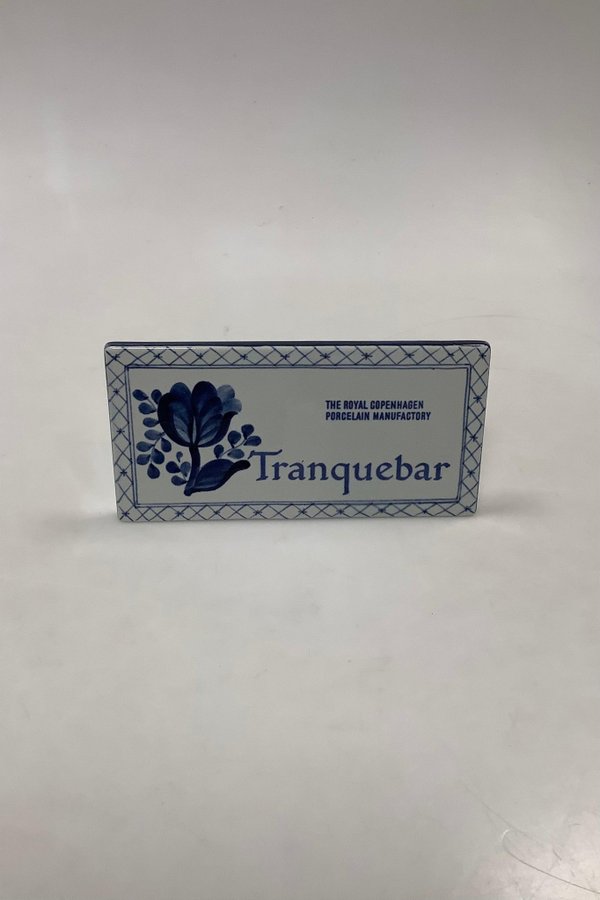 THE ROYAL COPENHAGEN
PORCELAIN MANUFACTORY
Tranquebar